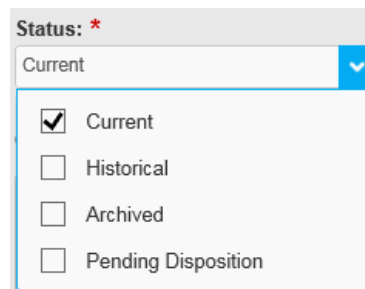 Status: *
Current
Current
Historical
Archived
Pending Disposition